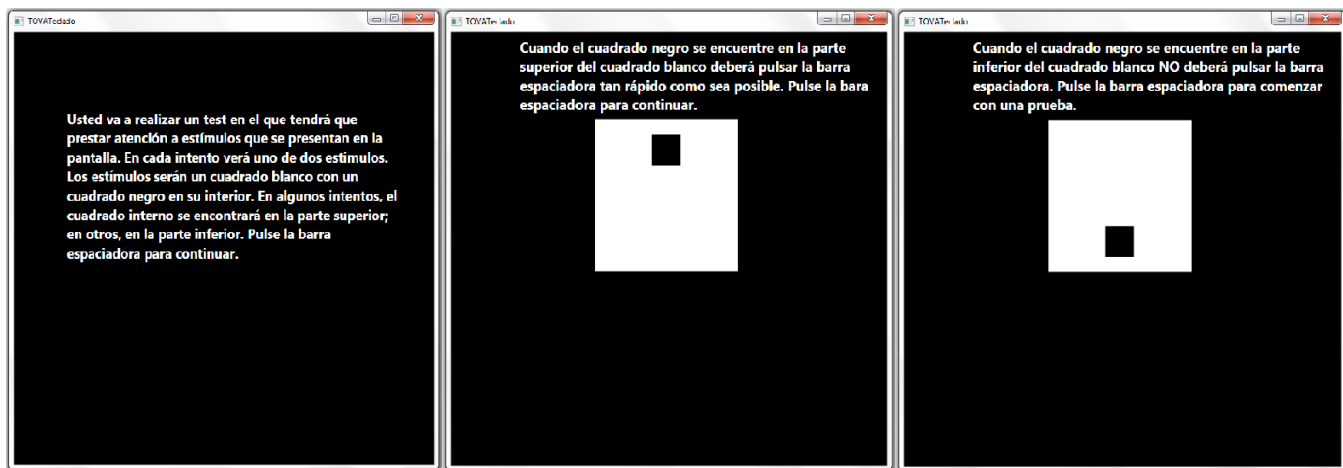 TOVATeclado
Usted va a realizar un test en el que tendrá que
prestar atención a estímulos que se presentan en la
pantalla. En cada intento verá uno de dos estímulos.
Los estímulos serán un cuadrado blanco con un
cuadrado negro en su interior. En algunos intentos, el
cuadrado interno se encontrará en la parte superior;
en otros, en la parte inferior. Pulse la barra
espaciadora para continuar.
TOVATeclado
Cuando el cuadrado negro se encuentre en la parte
superior del cuadrado blanco deberá pulsar la barra
espaciadora tan rápido como sea posible. Pulse la bara
espaciadora para continuar.
TOVATeclado
Cuando el cuadrado negro se encuentre en la parte
inferior del cuadrado blanco NO deberá pulsar la barra
espaciadora. Pulse la barra espaciadora para comenzar
con una prueba.